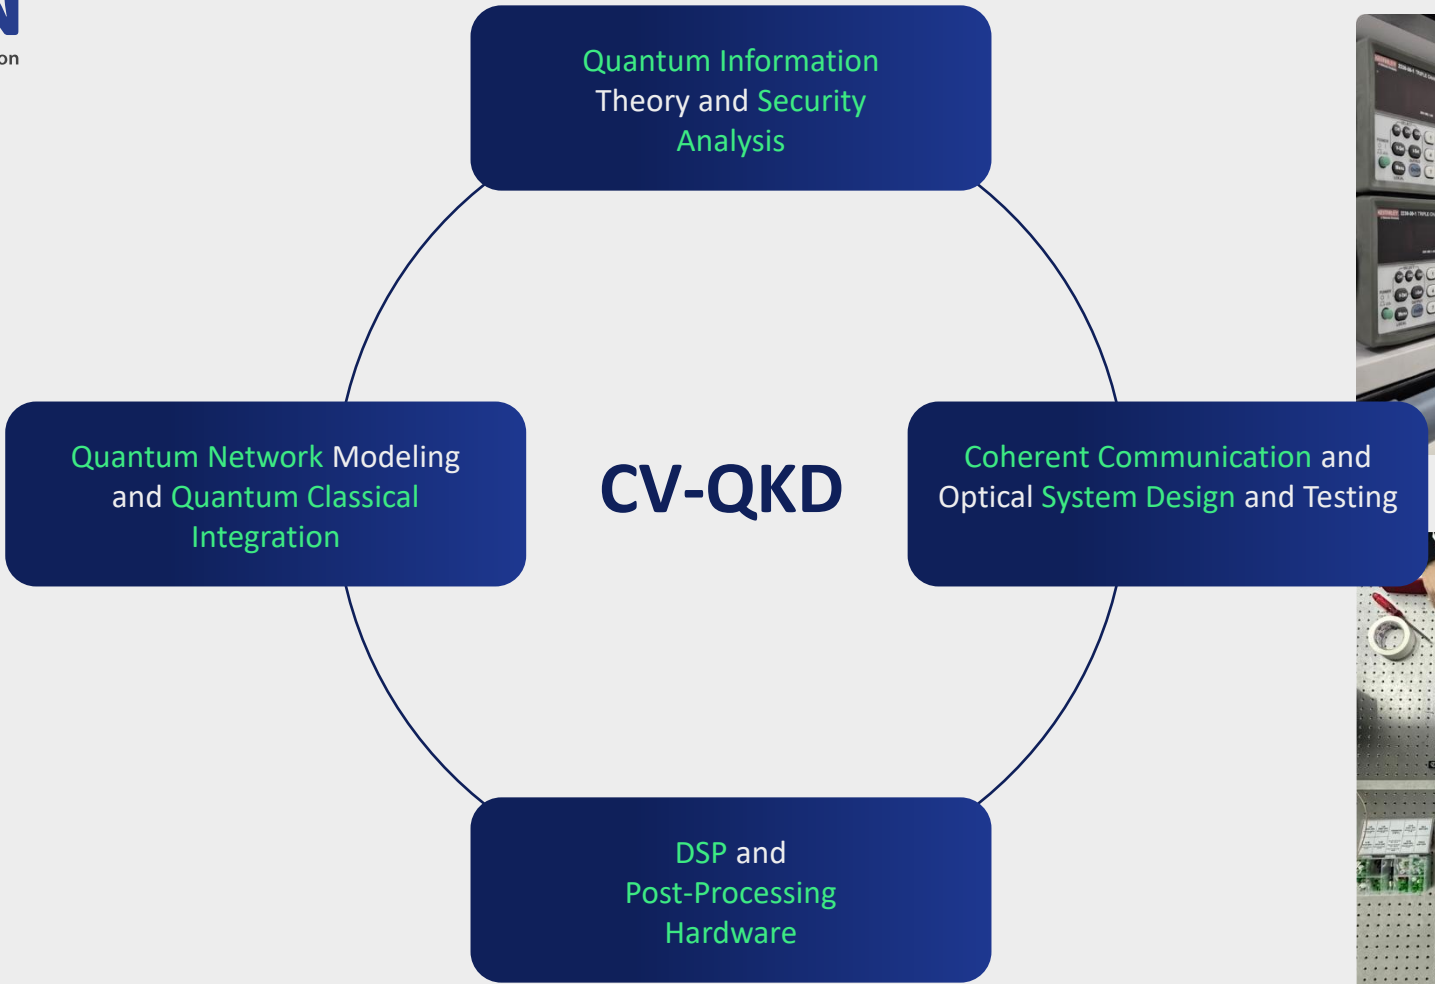 N
on
Quantum Information
Theory and Security
Analysis
Quantum Network Modeling
and Quantum Classical
Integration
CV-QKD
Coherent Communication and
Optical System Design and Testing
DSP and
Post-Processing
Hardware